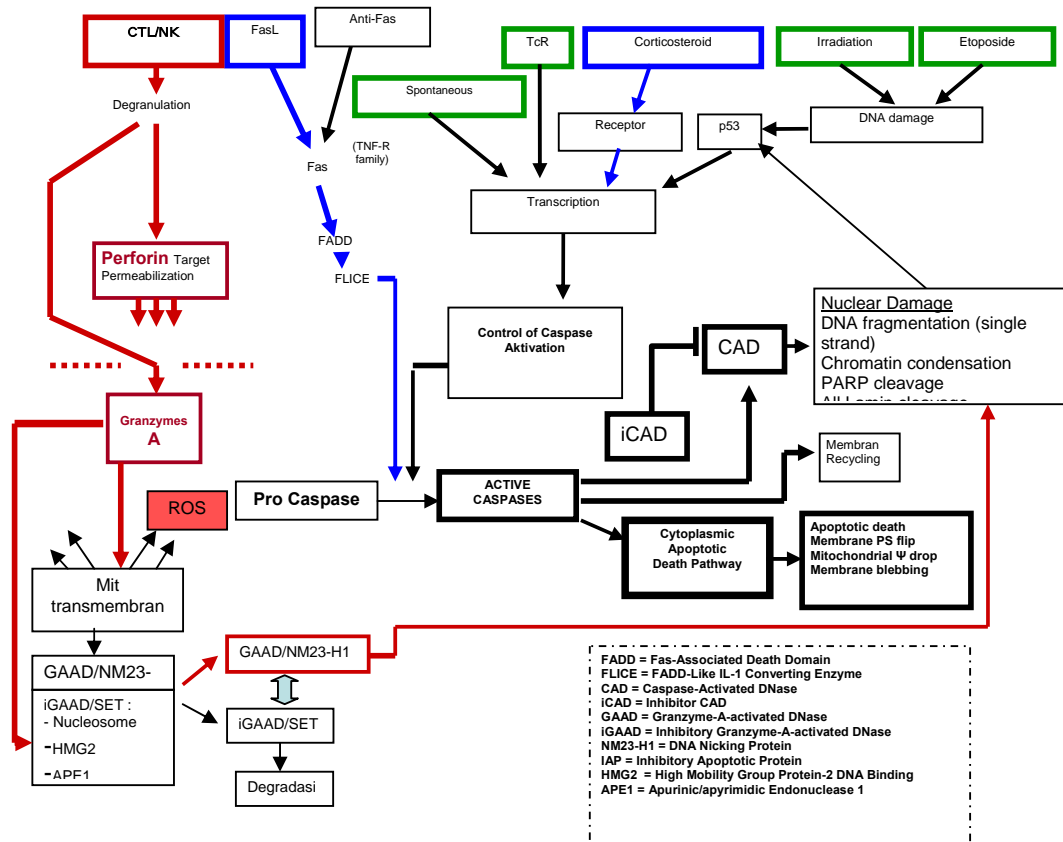 CTL/NK
FasL
Anti-Fas
TcR
Corticosteroid
Irradiation
Etoposide
Degranulation
Spontaneous
Receptor
p53
DNA damage
(TNF-R
family)
Fas
Transcription
FADD
FLICE
Perforin Target
Permeabilization
Control of Caspase
Aktivation
CAD
Nuclear Damage
DNA fragmentation (single
strand)
Chromatin condensation
PARP cleavage
iCAD
Granzymes
A
Membran
Recycling
ROS
Pro Caspase
ACTIVE
CASPASES
Cytoplasmic
Apoptotic
Death Pathway
Apoptotic death
Membrane PS flip
Mitochondrial Ψ drop
Membrane blebbing
Mit
transmembran
GAAD/NM23-
iGAAD/SET :
- Nucleosome
-HMG2
-APE1
GAAD/NM23-H1
iGAAD/SET
Degradasi
FADD = Fas-Associated Death Domain
FLICE = FADD-Like IL-1 Converting Enzyme
CAD = Caspase-Activated DNase
iCAD = Inhibitor CAD
GAAD = Granzyme-A-activated DNase
iGAAD = Inhibitory Granzyme-A-activated DNase
NM23-H1 = DNA Nicking Protein
IAP = Inhibitory Apoptotic Protein
HMG2 = High Mobility Group Protein-2 DNA Binding
APE1 = Apurinic/apyrimidic Endonuclease 1